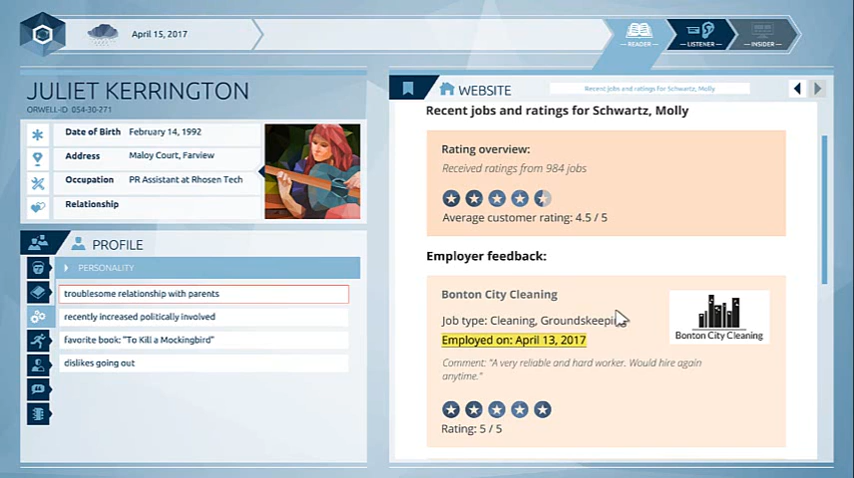 April 15, 2017
READER
LISTENER
INSIDER
JULIET KERRINGTON
ORWELL-ID 054-30-271
Date of Birth February 14, 1992
Address Maloy Court, Farview
Occupation PR Assistant at Rhosen Tech
Relationship
PROFILE
PERSONALITY
troublesome relationship with parents
recently increased politically involved
favorite book: "To Kill a Mockingbird"
dislikes going out
WEBSITE
Recent jobs and ratings for Schwartz, Molly
Recent jobs and ratings for Schwartz, Molly
Rating overview:
Received ratings from 984 jobs
Average customer rating: 4.5 / 5
Employer feedback:
Bonton City Cleaning
Job type: Cleaning, Groundskeeping
Bonton City Cleaning
Employed on: April 13, 2017
Comment: "A very reliable and hard worker. Would hire again
anytime."
Rating: 5 / 5